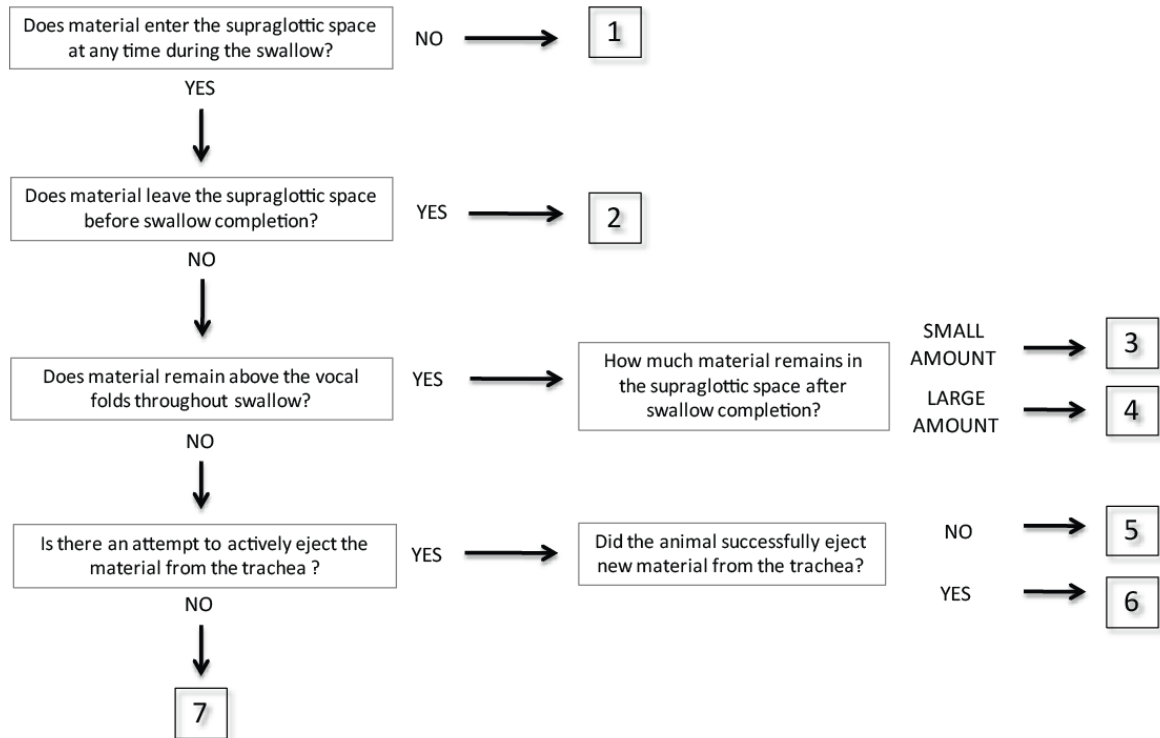 Does material enter the supraglottic space
at any time during the swallow?
NO
1
YES
Does material leave the supraglottic space
before swallow completion?
YES
2
NO
Does material remain above the vocal
folds throughout swallow?
YES
How much material remains in
the supraglottic space after
swallow completion?
SMALL
AMOUNT
3
LARGE
AMOUNT
4
NO
Is there an attempt to actively eject the
material from the trachea ?
YES
Did the animal successfully eject
new material from the trachea?
NO
5
YES
6
NO
7